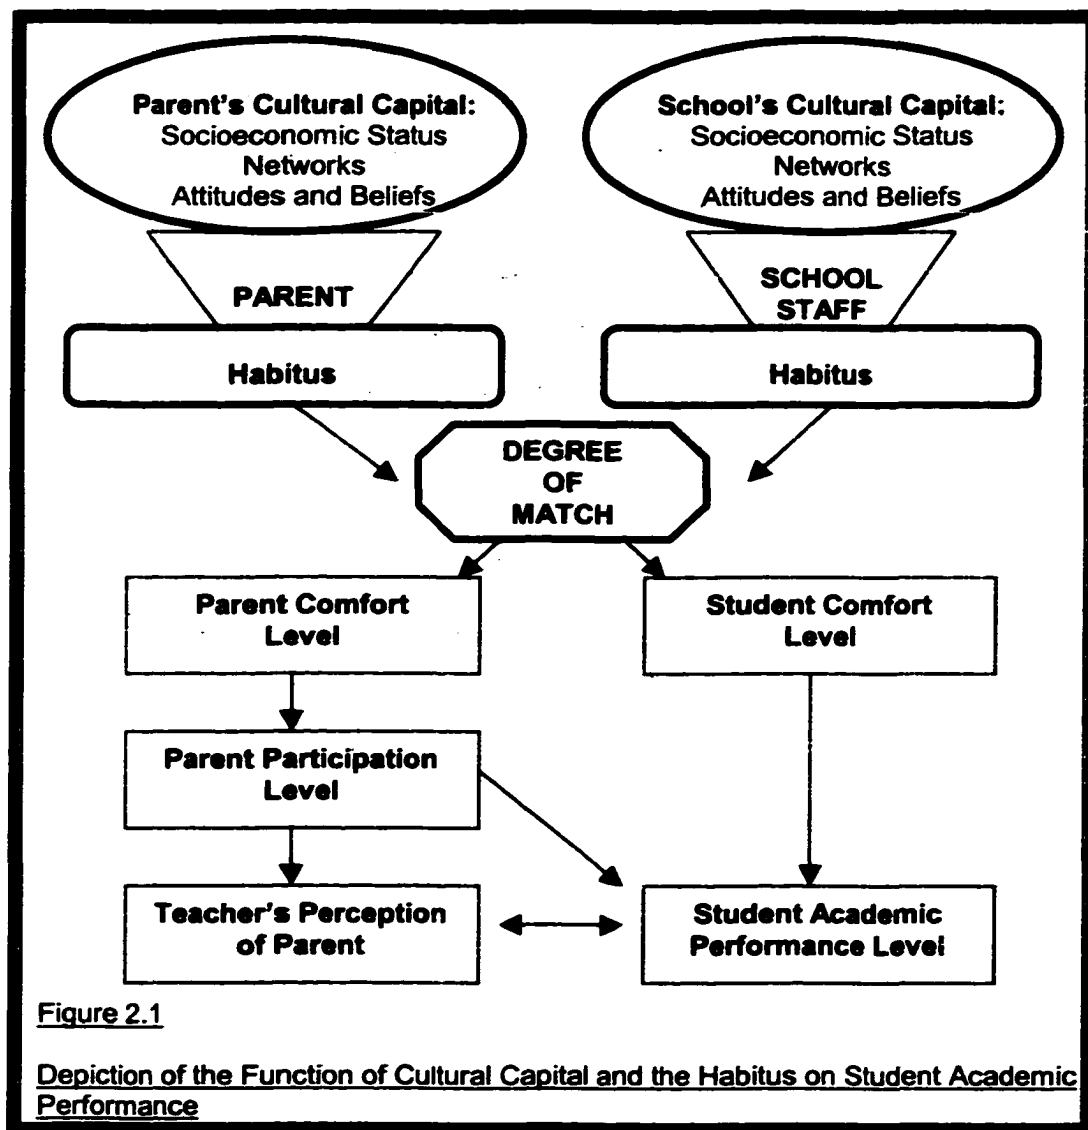 Parent's Cultural Capital:
Socioeconomic Status
Networks
Attitudes and Beliefs
School's Cultural Capital:
Socioeconomic Status
Networks
Attitudes and Beliefs
PARENT
SCHOOL
STAFF
Habitus
Habitus
DEGREE
OF
MATCH
Parent Comfort
Level
Student Comfort
Level
Parent Participation
Level
Teacher's Perception
of Parent
Student Academic
Performance Level
Figure 2.1
Depiction of the Function of Cultural Capital and the Habitus on Student Academic
Performance